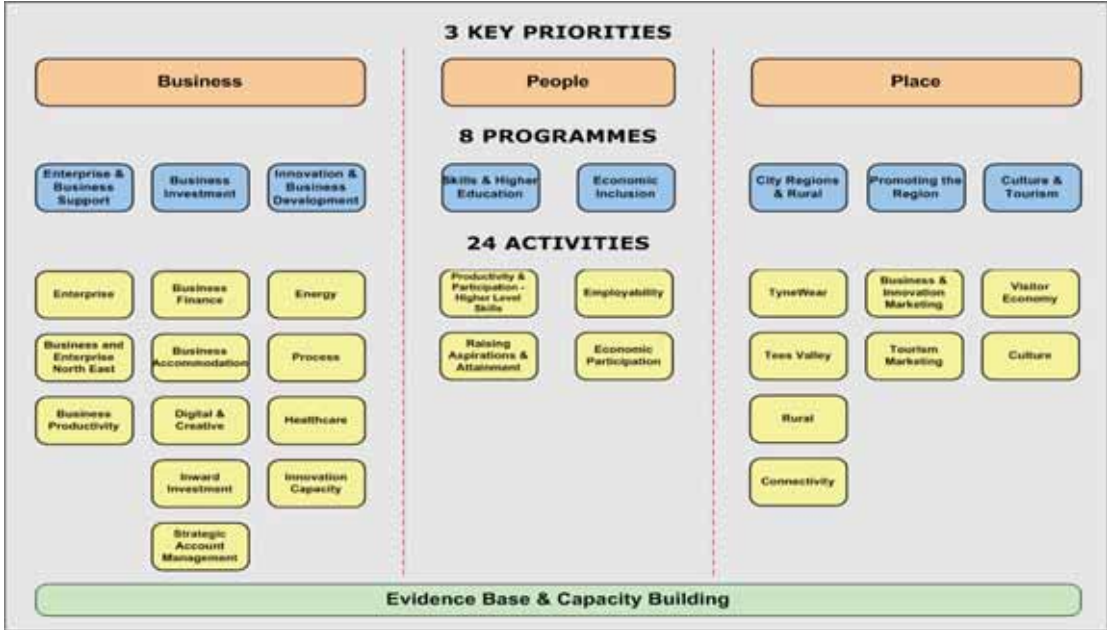 3 KEY PRIORITIES
Business
People
Place
8 PROGRAMMES
Enterprise &
Business
Support
Business
Investment
Innovation &
Business
Development
Skills & Higher
Education
Economic
Inclusion
City Regions
& Rural
Promoting the
Region
Culture &
Tourism
24 ACTIVITIES
Enterprise
Business
Finance
Energy
Productivity &
Participation -
Higher Level
Skills
Employability
TyneWear
Business &
Innovation
Marketing
Visitor
Economy
Business and
Enterprise
North East
Business
Accommodation
Process
Raising
Aspirations &
Attainment
Economic
Participation
Tees Valley
Tourism
Marketing
Culture
Business
Productivity
Digital &
Creative
Healthcare
Rural
Inward
Investment
Innovation
Capacity
Connectivity
Strategic
Account
Management
Evidence Base & Capacity Building